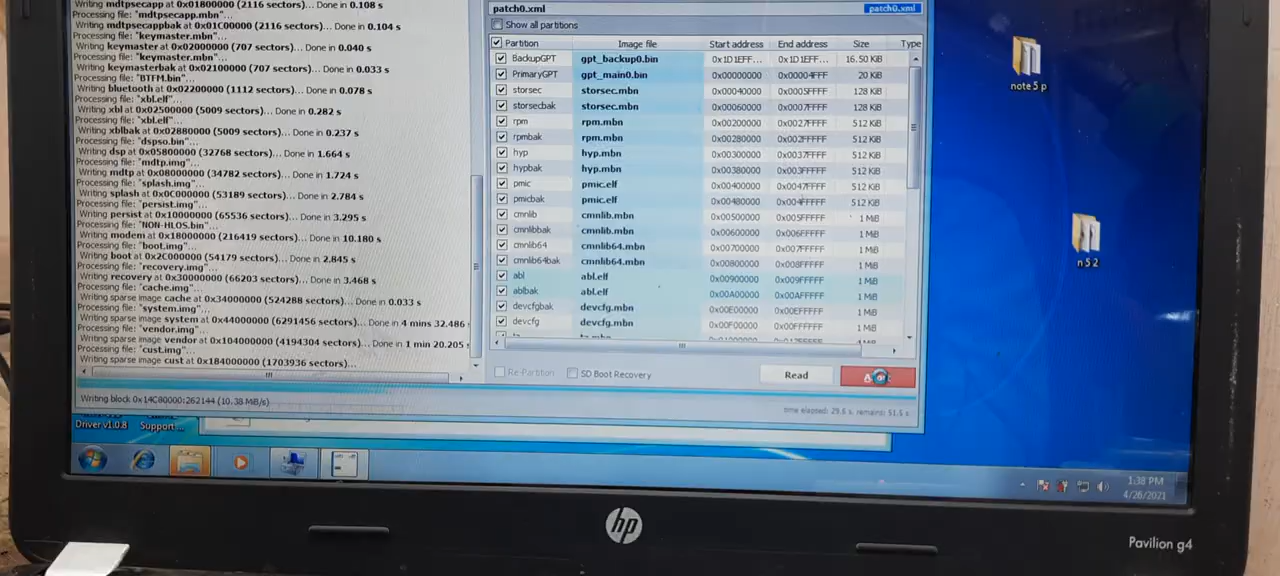 Writing mdtpsecapp at 0x01800000 (2116 sectors)... Done in 0.108 s
Processing file: "mdtpsecapp.mbn"...
Writing mdtpsecappbak at 0x01C00000 (2116 sectors)... Done in 0.104 s
Processing file: "keymaster.mbn"...
Writing keymaster at 0x02000000 (707 sectors)... Done in 0.040 s
Processing file: "keymaster.mbn"...
Writing keymasterbak at 0x02100000 (707 sectors)... Done in 0.033 s
Processing file: "BTFM.bin"...
Writing bluetooth at 0x02200000 (1112 sectors)... Done in 0.078 s
Processing file: "xbl.elf"...
Writing xbl at 0x02500000 (5009 sectors)... Done in 0.282 s
Processing file: "xbl.elf"...
Writing xblbak at 0x02880000 (5009 sectors)... Done in 0.237 s
Processing file: "dspso.bin"...
Writing dsp at 0x05800000 (32768 sectors)... Done in 1.664 s
Processing file: "mdtp.img"...
Writing mdtp at 0x08000000 (34782 sectors)... Done in 1.724 s
Processing file: "splash.img"...
Writing splash at 0x0C000000 (53189 sectors)... Done in 2.784 s
Processing file: "persist.img"...
Writing persist at 0x10000000 (65536 sectors)... Done in 3.295 s
Processing file: "NON-HLOS.bin"...
Writing modem at 0x18000000 (216419 sectors)... Done in 10.180 s
Processing file: "boot.img"...
Writing boot at 0x2C000000 (54179 sectors)... Done in 2.845 s
Processing file: "recovery.img"...
Writing recovery at 0x30000000 (66203 sectors)... Done in 3.468 s
Processing file: "cache.img"...
Writing sparse image cache at 0x34000000 (524288 sectors)... Done in 0.033 s
Processing file: "system.img"...
Writing sparse image system at 0x44000000 (6291456 sectors)... Done in 4 mins 32.486
Processing file: "vendor.img"...
Writing sparse image vendor at 0x104000000 (4194304 sectors)... Done in 1 min 20.205
Processing file: "cust.img"...
Writing sparse image cust at 0x184000000 (1703936 sectors)...
patch0.xml patch0.xml
Show all partitions
Partition Image file Start address End address Size Type
BackupGPT gpt_backup0.bin 0x1D1EFF... 0x1D1EFF... 16.50 KiB
PrimaryGPT gpt_main0.bin 0x00000000 0x00004FFF 20 KiB
storsec storsec.mbn 0x00040000 0x0005FFFF 128 KiB
storsecbak storsec.mbn 0x00060000 0x0007FFFF 128 KiB
rpm rpm.mbn 0x00200000 0x0027FFFF 512 KiB
rpmbak rpm.mbn 0x00280000 0x002FFFFF 512 KiB
hyp hyp.mbn 0x00300000 0x0037FFFF 512 KiB
hypbak hyp.mbn 0x00380000 0x003FFFFF 512 KiB
pmic pmic.elf 0x00400000 0x0047FFFF 512 KiB
pmicbak pmic.elf 0x00480000 0x004FFFFF 512 KiB
cmnlib cmnlib.mbn 0x00500000 0x005FFFFF 1 MiB
cmnlibbak cmnlib.mbn 0x00600000 0x006FFFFF 1 MiB
cmnlib64 cmnlib64.mbn 0x00700000 0x007FFFFF 1 MiB
cmnlib64bak cmnlib64.mbn 0x00800000 0x008FFFFF 1 MiB
abl abl.elf 0x00900000 0x009FFFFF 1 MiB
ablbak abl.elf 0x00A00000 0x00AFFFFF 1 MiB
devcfgbak devcfg.mbn 0x00E00000 0x00EFFFFF 1 MiB
devcfg devcfg.mbn 0x00F00000 0x00FFFFFF 1 MiB
Re-Partition SD Boot Recovery Read
Writing block 0x14C80000:262144 (10.38 MiB/s)
time elapsed: 29.6 s, remains: 51.5 s
note 5 p
n 5 2
Driver v1.0.8 Support...
1:38 PM
4/26/2021
hp
Pavilion g4